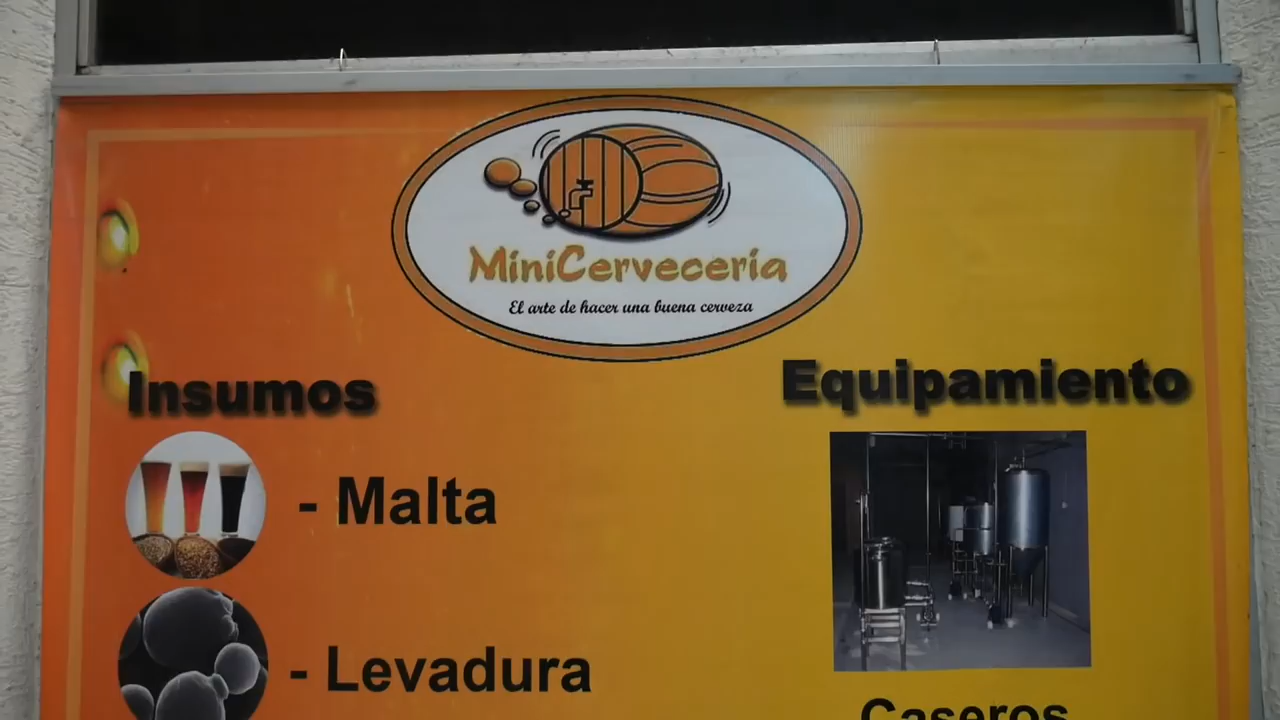 MiniCerveceria
El arte de hacer una buena cerveza
Insumos
Equipamiento
- Malta
- Levadura
Caseros